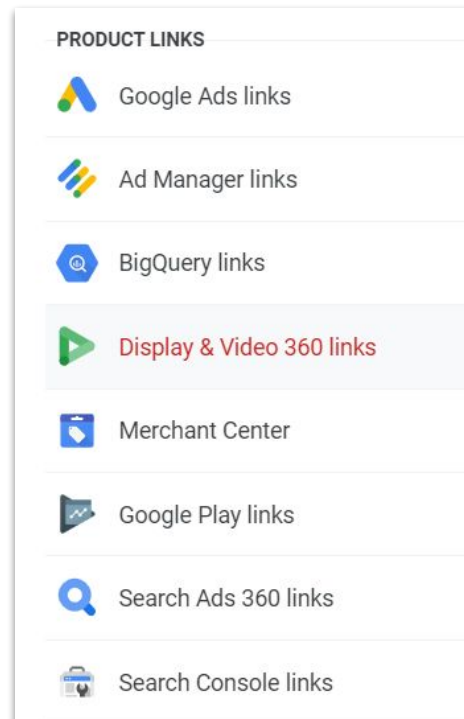 PRODUCT LINKS
Google Ads links
Ad Manager links
BigQuery links
Display & Video 360 links
Merchant Center
Google Play links
Search Ads 360 links
Search Console links